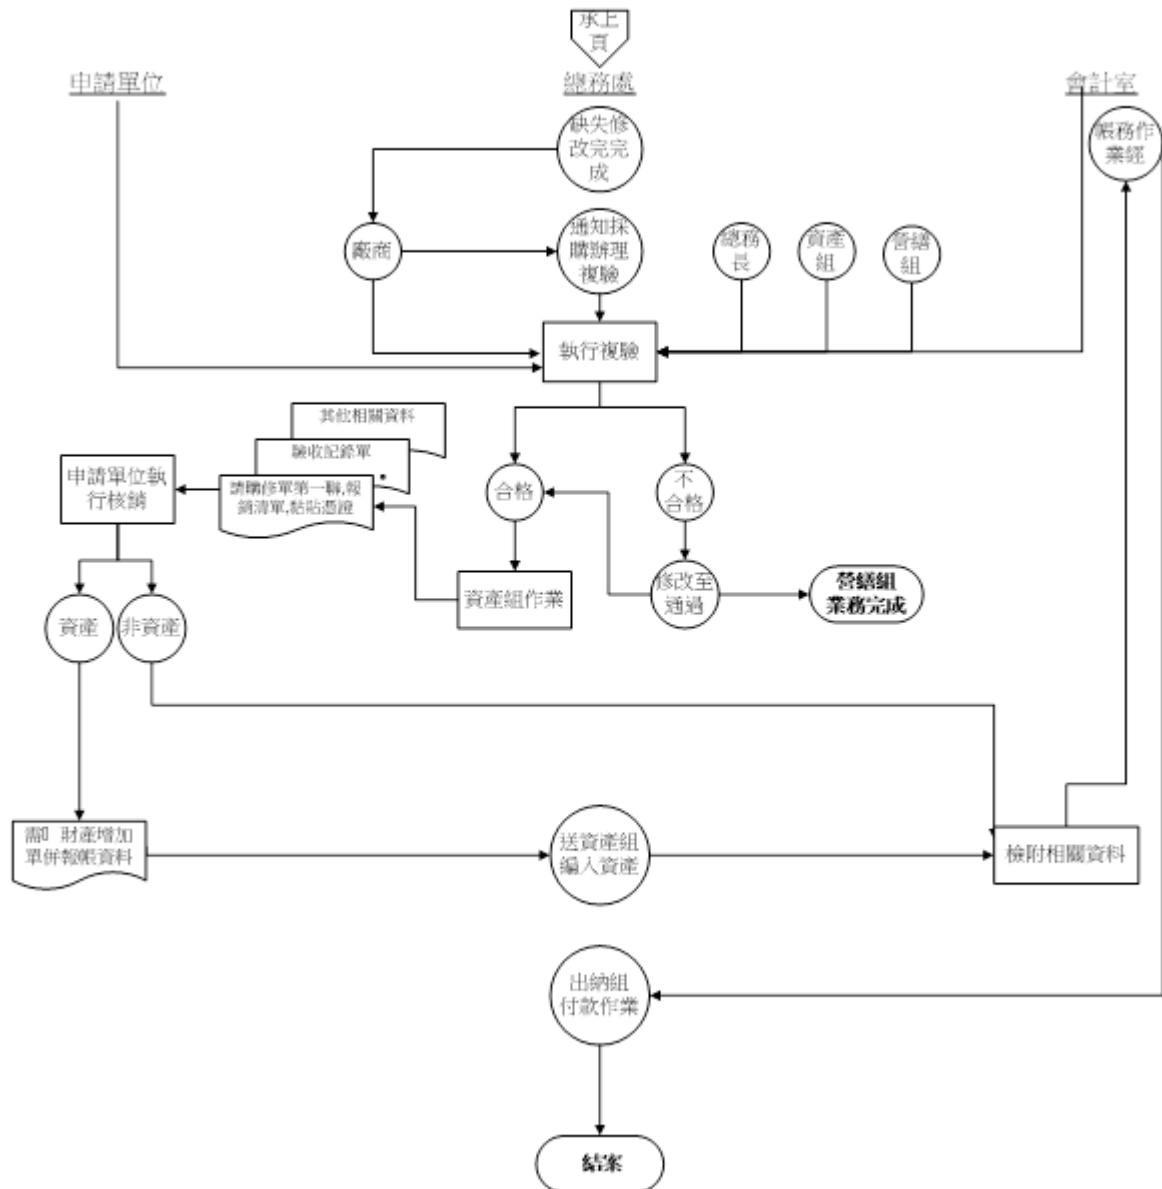 承上
頁
申請單位
總務處
會計室
缺失修
改完完
成
帳務作
業經
廠商
通知採
購辦理
複驗
總務
長
資產
組
營繕
組
執行複驗
其他相關資料
驗收記錄單
請購修單第一聯,報
銷清單,黏貼憑證
申請單位執
行核銷
合格
不
合格
資產組作業
修改至
通過
營繕組
業務完成
資產
非資產
財產增加
單併報帳資料
送資產組
編入資產
檢附相關資料
出納組
付款作業
結案